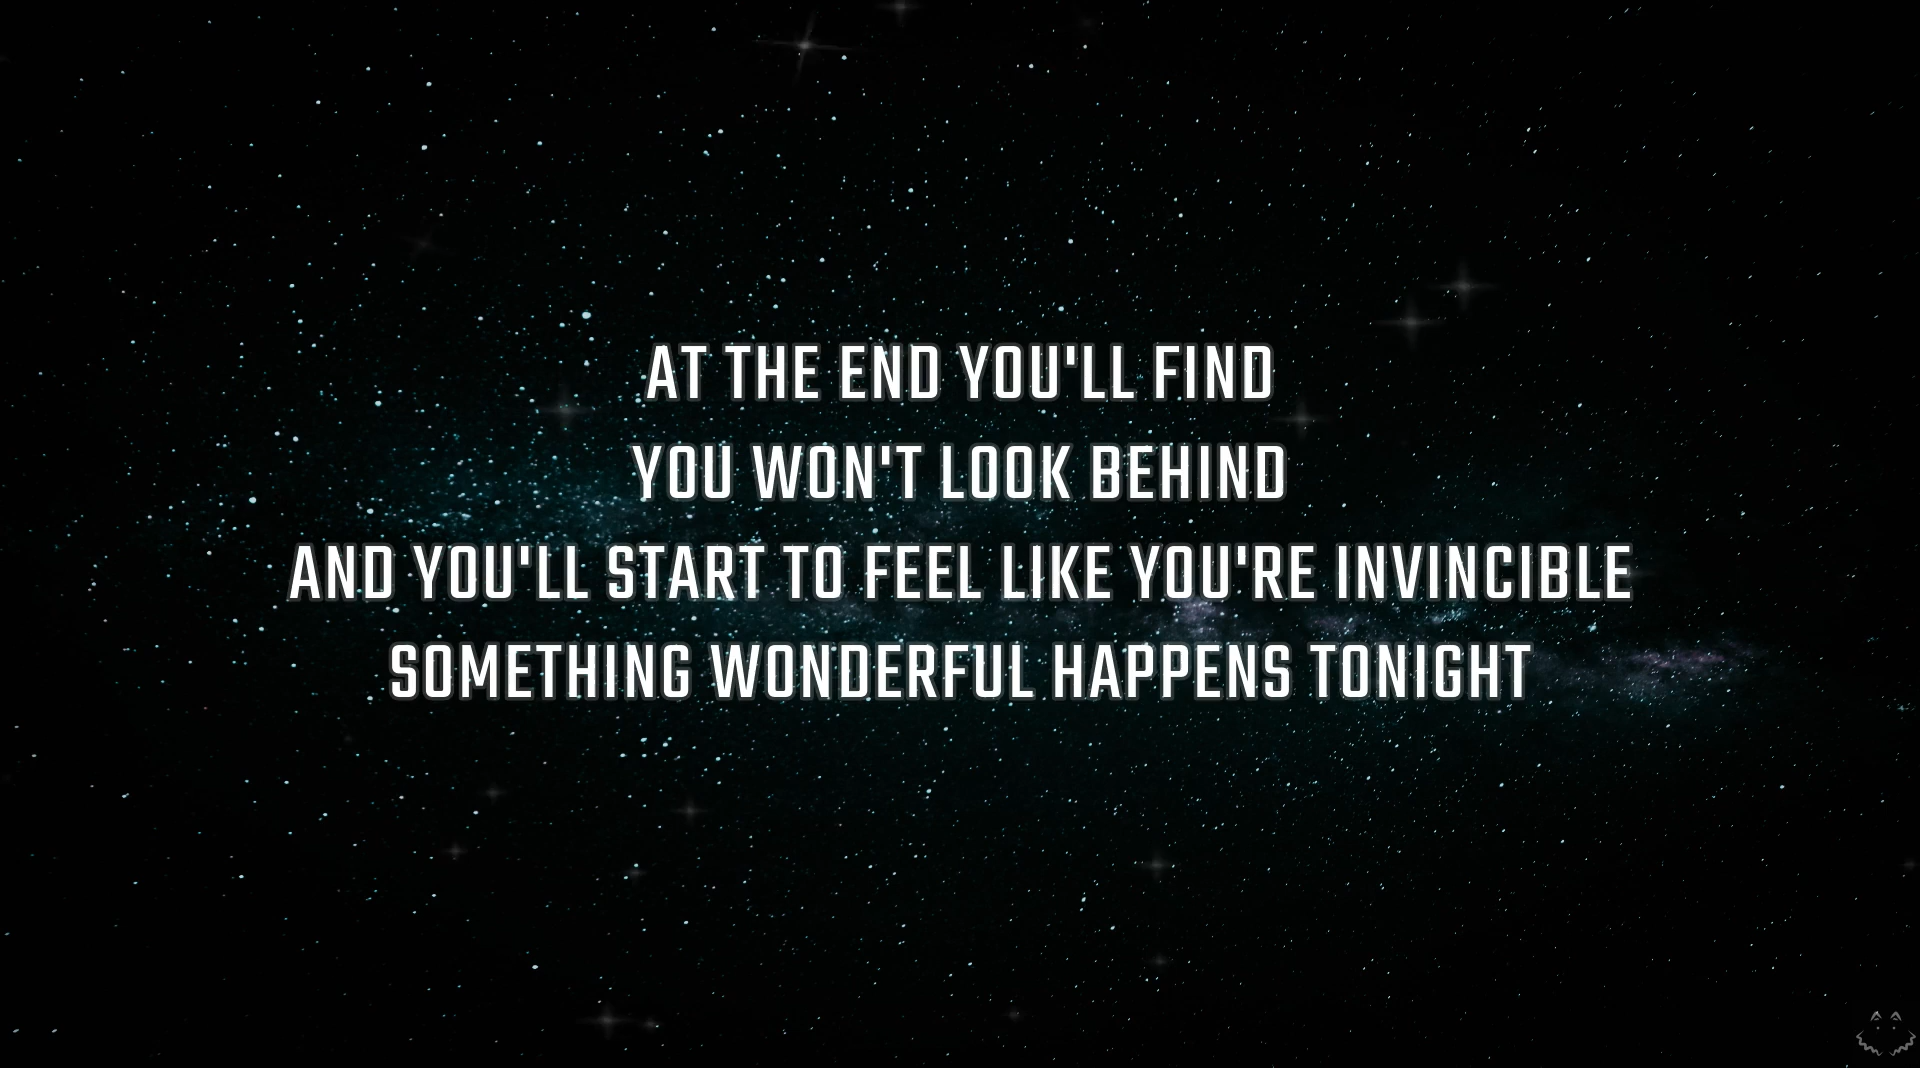 AT THE END YOU'LL FIND
YOU WON'T LOOK BEHIND
AND YOU'LL START TO FEEL LIKE YOU'RE INVINCIBLE
SOMETHING WONDERFUL HAPPENS TONIGHT